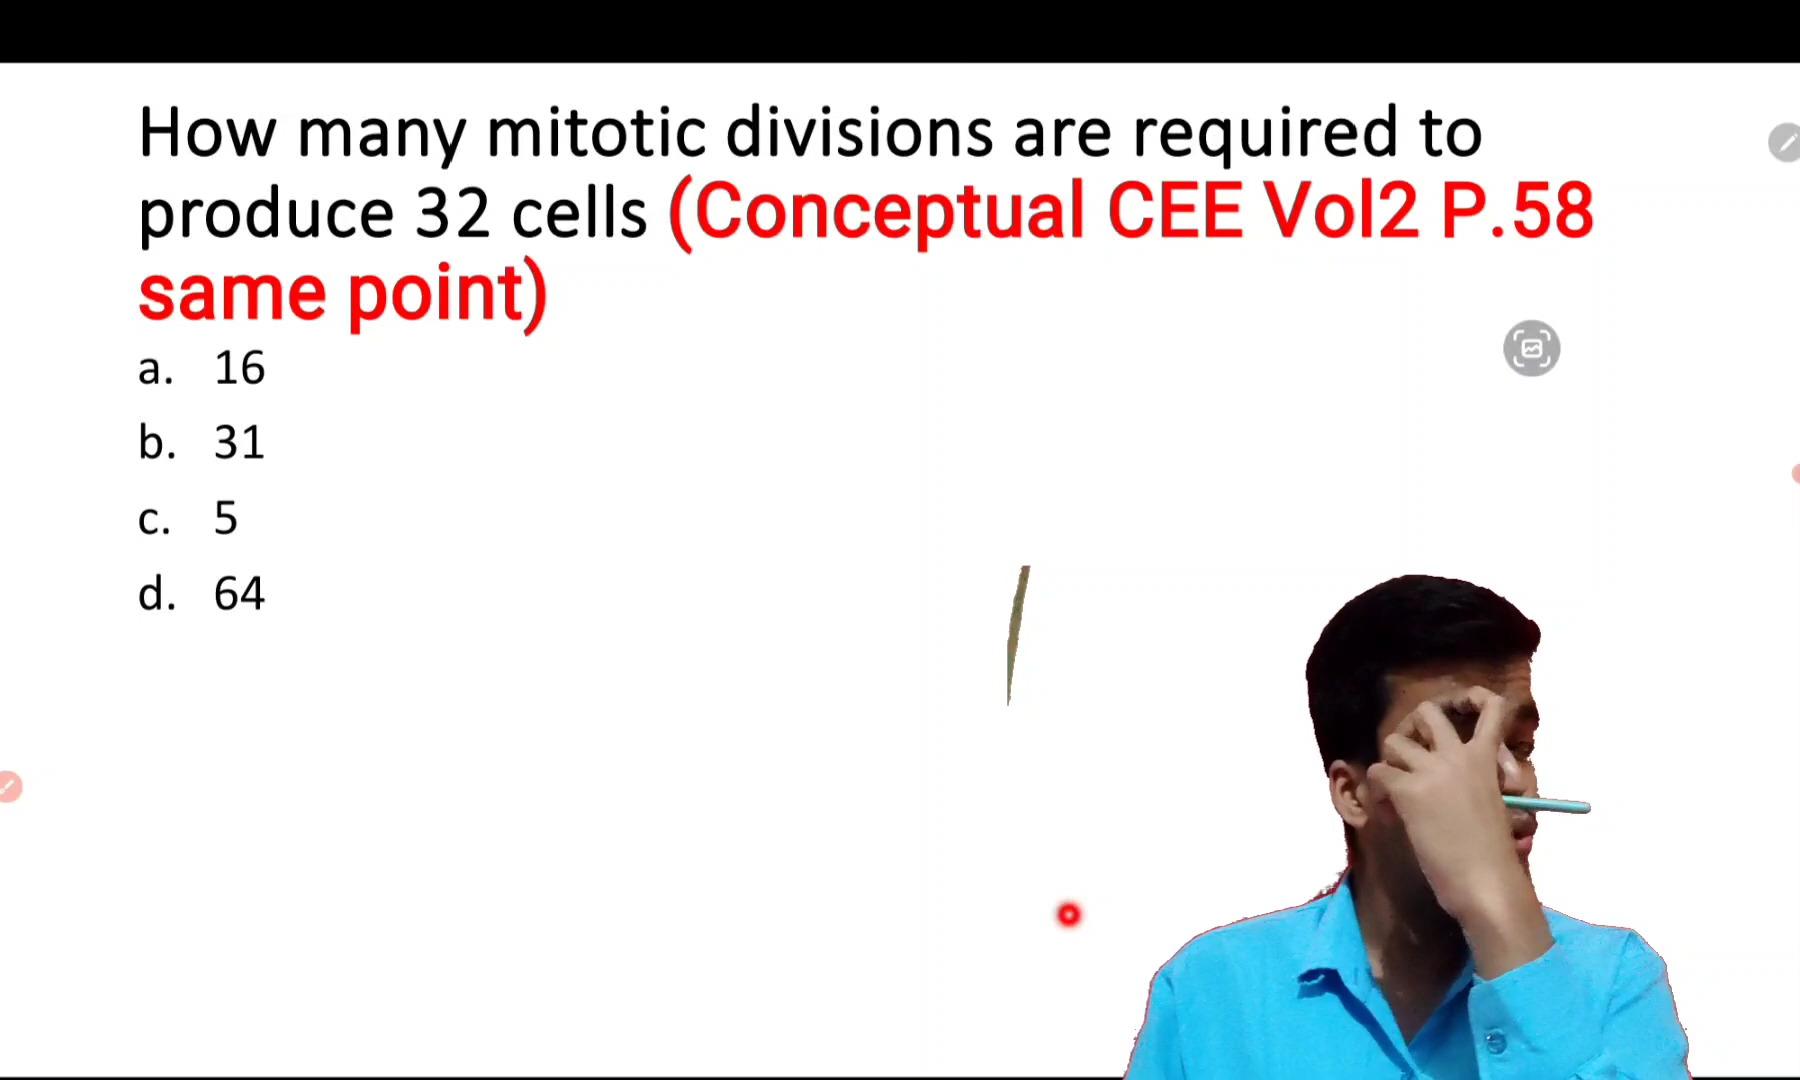 How many mitotic divisions are required to
produce 32 cells (Conceptual CEE Vol2 P.58
same point)
a. 16
b. 31
c. 5
d. 64